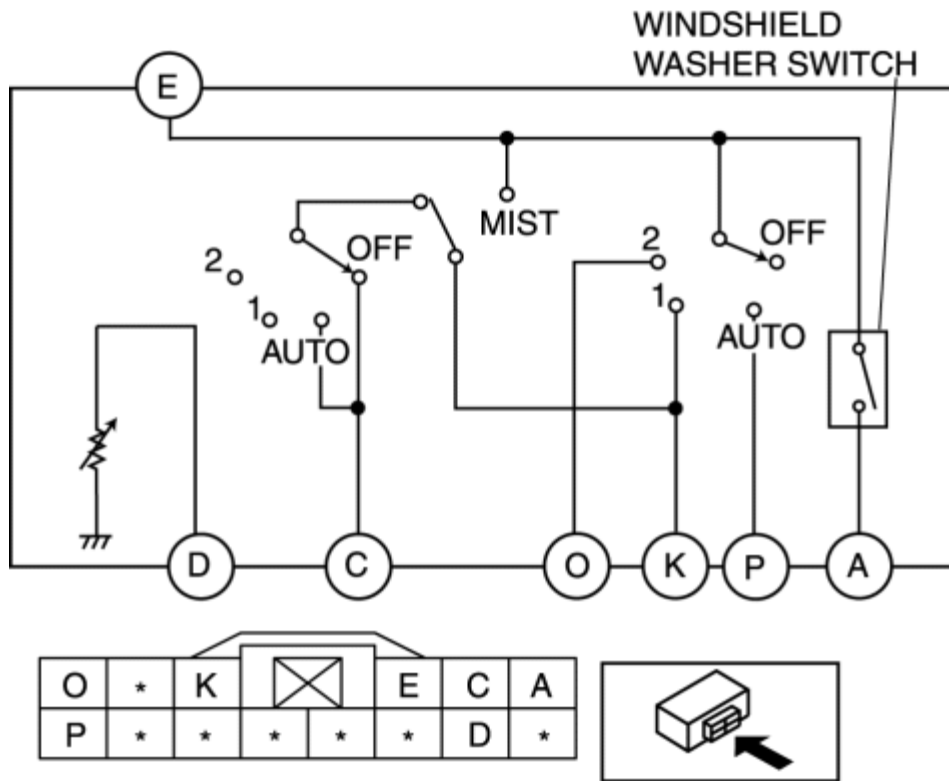 WINDSHIELD
WASHER SWITCH
E
MIST
OFF
OFF
2
2
1
1
AUTO
AUTO
D
C
O
K
P
A
O * K E C A
P * * * * * D *